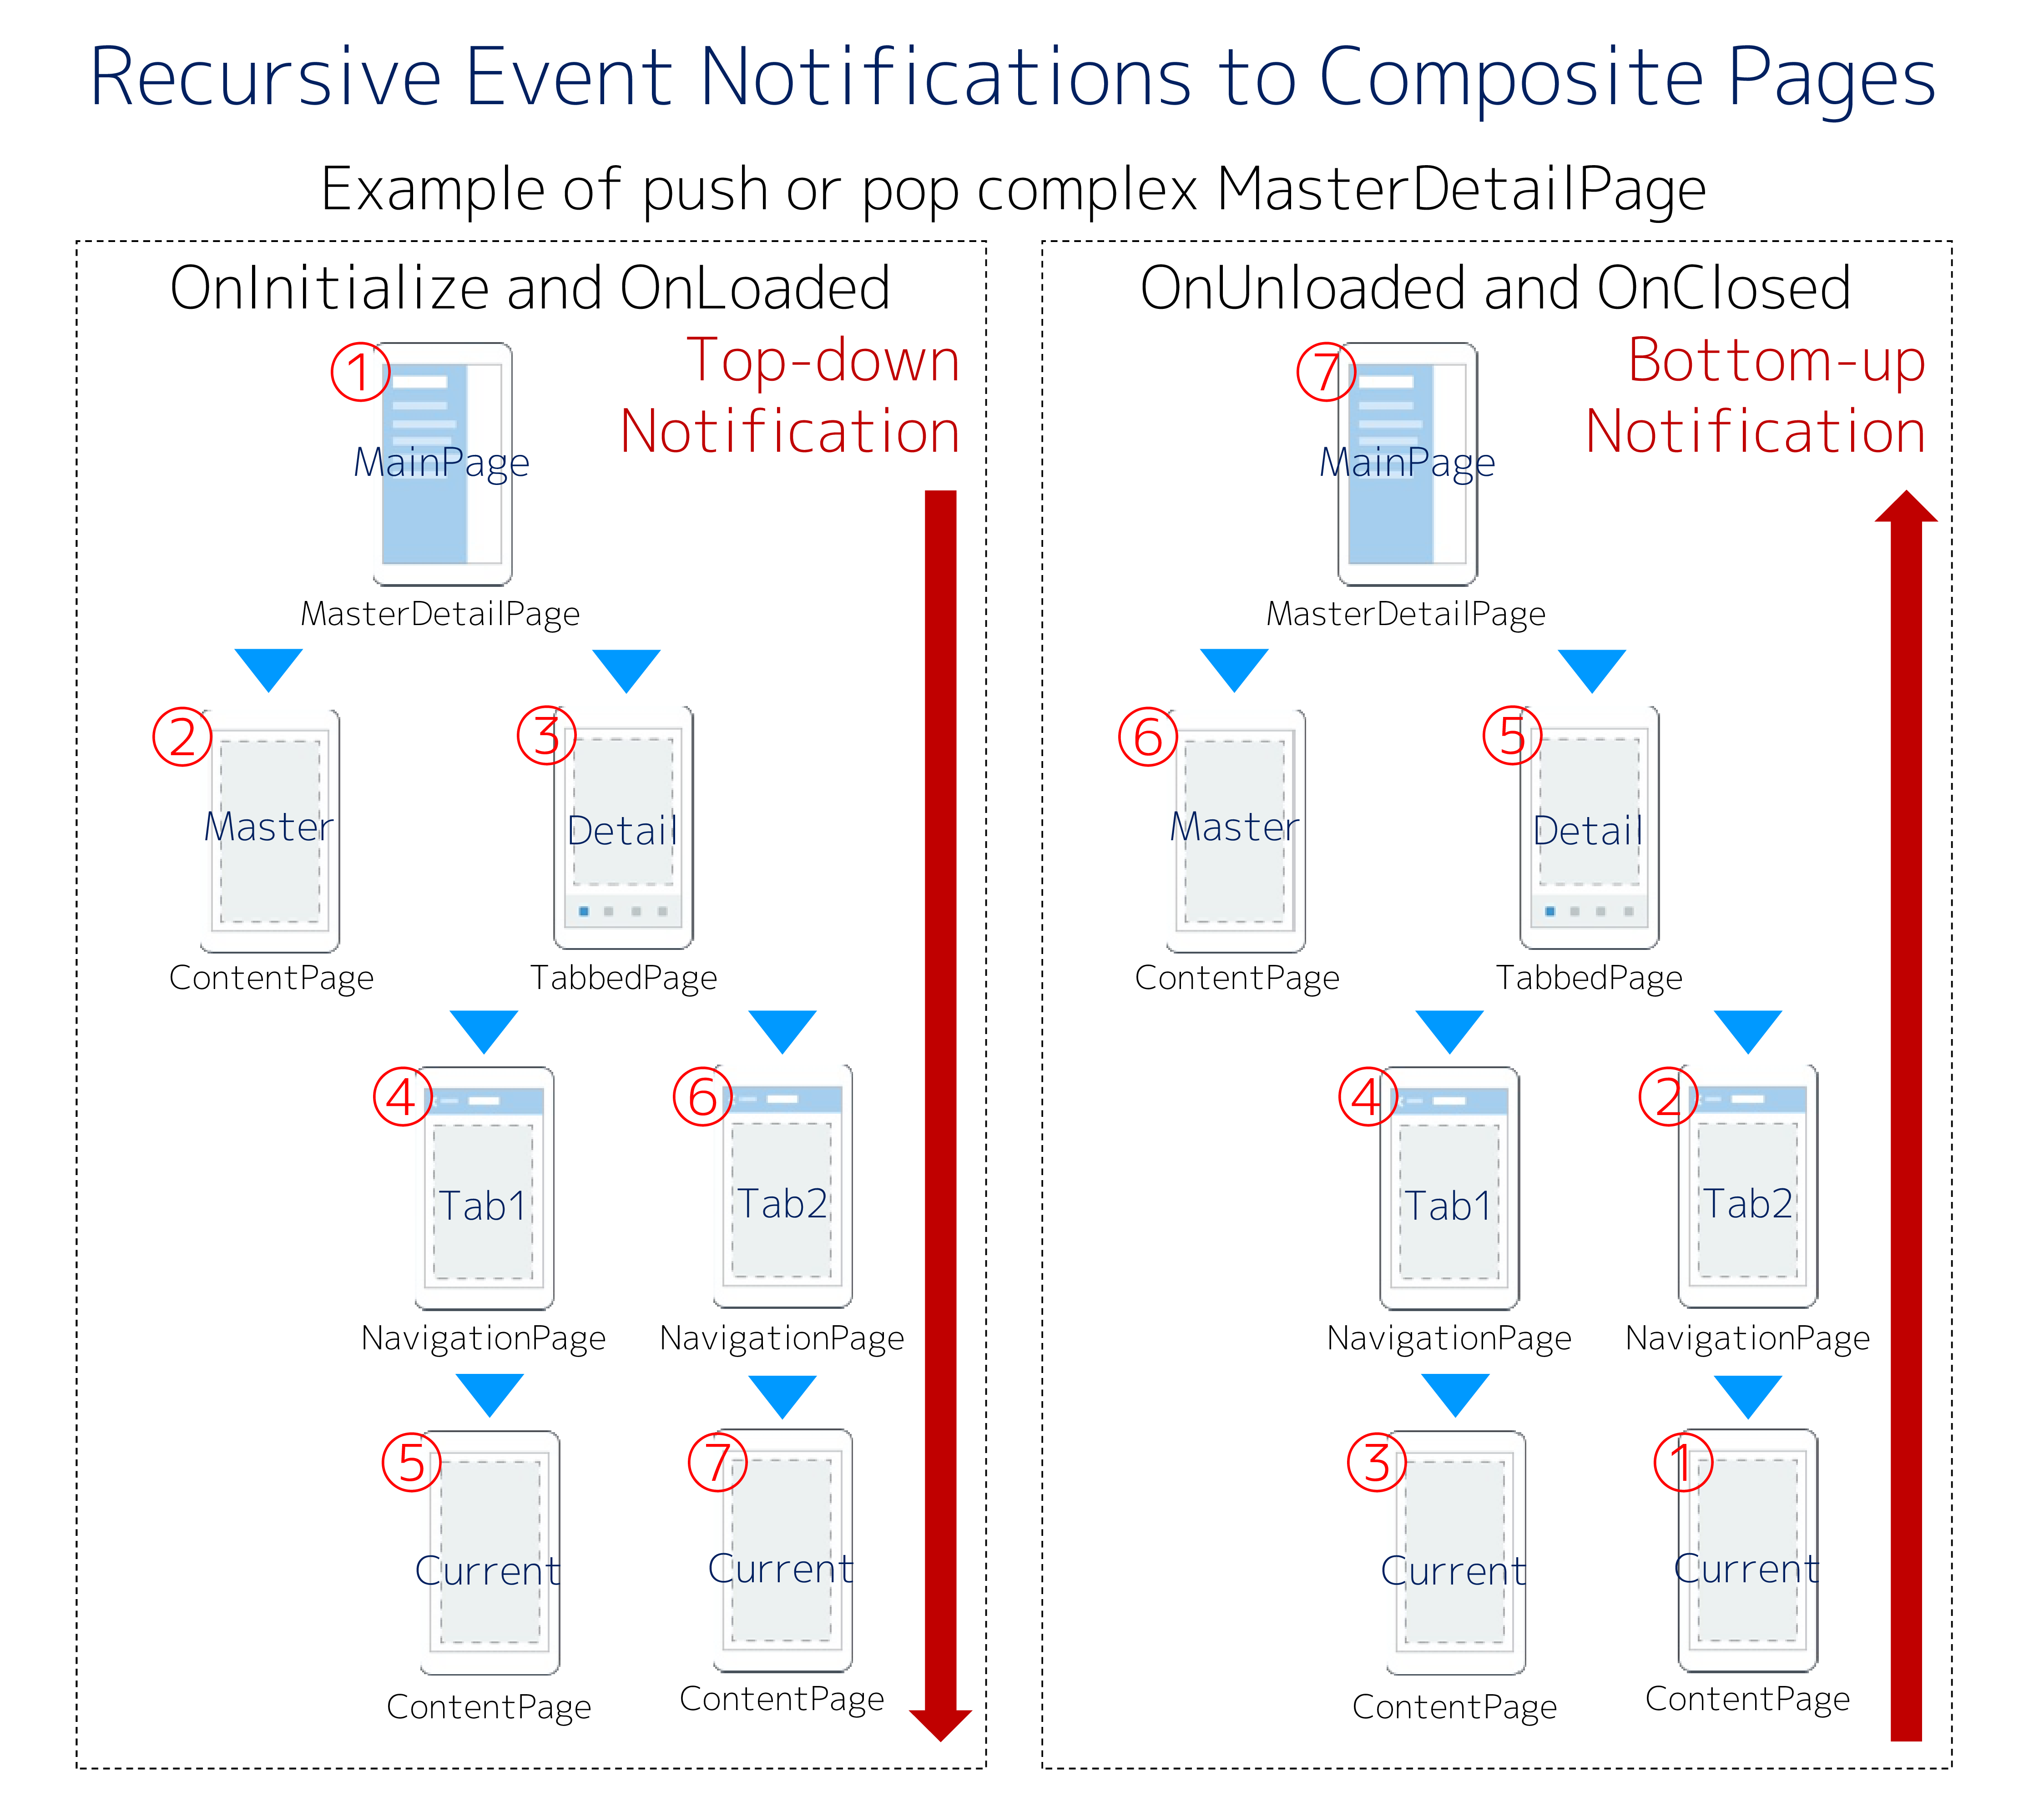 Recursive Event Notifications to Composite Pages
Example of push or pop complex MasterDetailPage
OnInitialize and OnLoaded
Top-down
Notification
①
MainPage
MasterDetailPage
②
Master
ContentPage
③
Detail
TabbedPage
④
Tab1
NavigationPage
⑥
Tab2
NavigationPage
⑤
Current
ContentPage
⑦
Current
ContentPage
OnUnloaded and OnClosed
Bottom-up
Notification
⑦
MainPage
MasterDetailPage
⑥
Master
ContentPage
⑤
Detail
TabbedPage
④
Tab1
NavigationPage
②
Tab2
NavigationPage
③
Current
ContentPage
①
Current
ContentPage